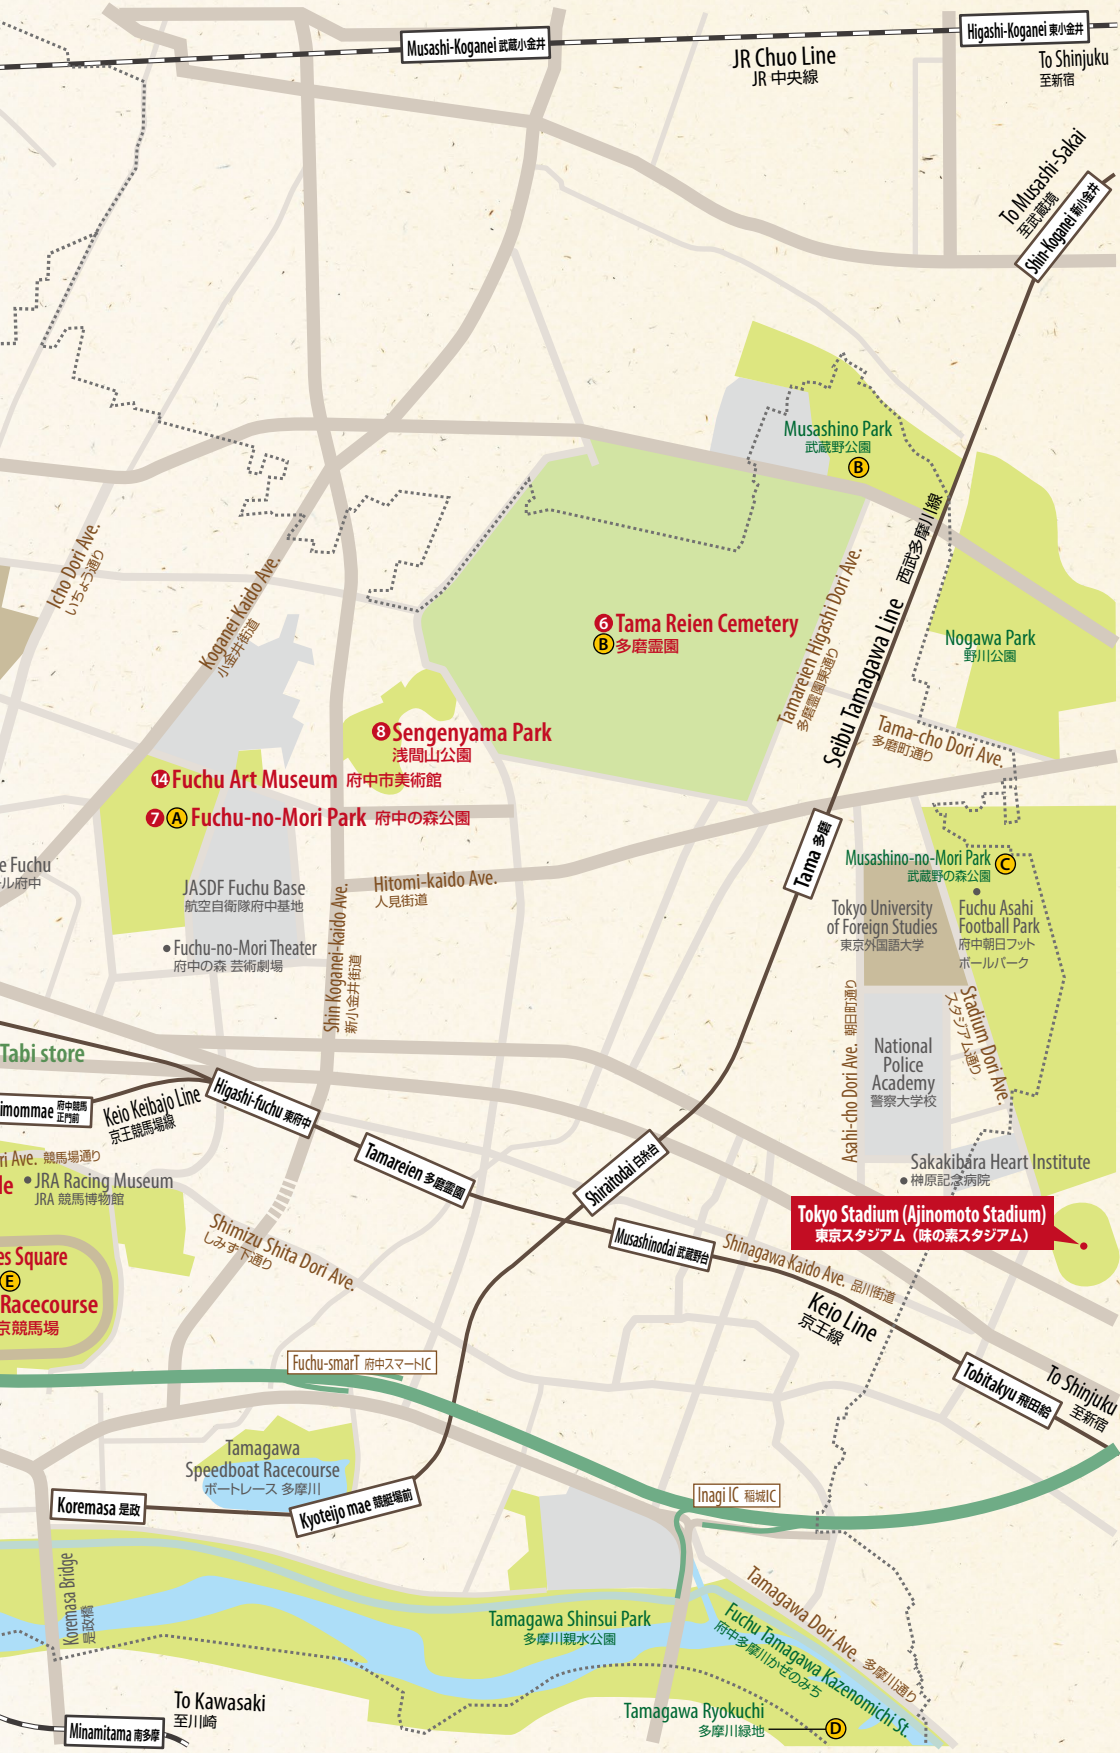 Musashi-Koganei 武蔵小金井
Higashi-Koganei 東小金井
JR Chuo Line
JR 中央線
To Shinjuku
至新宿
To Musashi-Sakai
至武蔵境
Shin-Koganei 新小金井
Musashino Park
武蔵野公園
B
Seibu Tamagawa Line 西武多摩川線
Icho Dori Ave.
いちょう通り
Koganei Kaido Ave.
小金井街道
6 Tama Reien Cemetery
B 多磨霊園
Tamareien Higashi Dori Ave.
多磨霊園東通り
Nogawa Park
野川公園
8 Sengenyama Park
浅間山公園
Tama-cho Dori Ave.
多磨町通り
14 Fuchu Art Museum 府中市美術館
7 A Fuchu-no-Mori Park 府中の森公園
Tama 多磨
e Fuchu
ール府中
JASDF Fuchu Base
航空自衛隊府中基地
Hitomi-kaido Ave.
人見街道
Musashino-no-Mori Park C
武蔵野の森公園
Tokyo University
of Foreign Studies
東京外国語大学
Fuchu Asahi
Football Park
府中朝日フット
ボールパーク
Fuchu-no-Mori Theater
府中の森 芸術劇場
Shin Koganei-kaido Ave.
新小金井街道
Asahi-cho Dori Ave. 朝日町通り
Stadium Dori Ave.
スタジアム通り
National
Police
Academy
警察大学校
Tabi store
immommae 府中競馬
正門前
Keio Keibajo Line
京王競馬場線
Higashi-fuchu 東府中
Tamareien 多磨霊園
Shiraitodai 白糸台
ri Ave. 競馬場通り
le
JRA Racing Museum
JRA 競馬博物館
Sakakibara Heart Institute
榊原記念病院
Tokyo Stadium (Ajinomoto Stadium)
東京スタジアム（味の素スタジアム）
Shimizu Shita Dori Ave.
しみず下通り
Musashinodai 武蔵野台
Shinagawa Kaido Ave. 品川街道
es Square
E
Racecourse
京競馬場
Keio Line
京王線
Fuchu-smarT 府中スマートIC
Tobitakyu 飛田給
To Shinjuku
至新宿
Tamagawa
Speedboat Racecourse
ボートレース 多摩川
Koremasa 是政
Kyoteijo mae 競艇場前
Inagi IC 稲城IC
Koremasa Bridge
是政橋
Tamagawa Shinsui Park
多摩川親水公園
Tamagawa Dori Ave. 多摩川通り
Fuchu Tamagawa Kazenomichi St.
府中多摩川かぜのみち
To Kawasaki
至川崎
Minamitama 南多摩
Tamagawa Ryokuchi
多摩川緑地
D